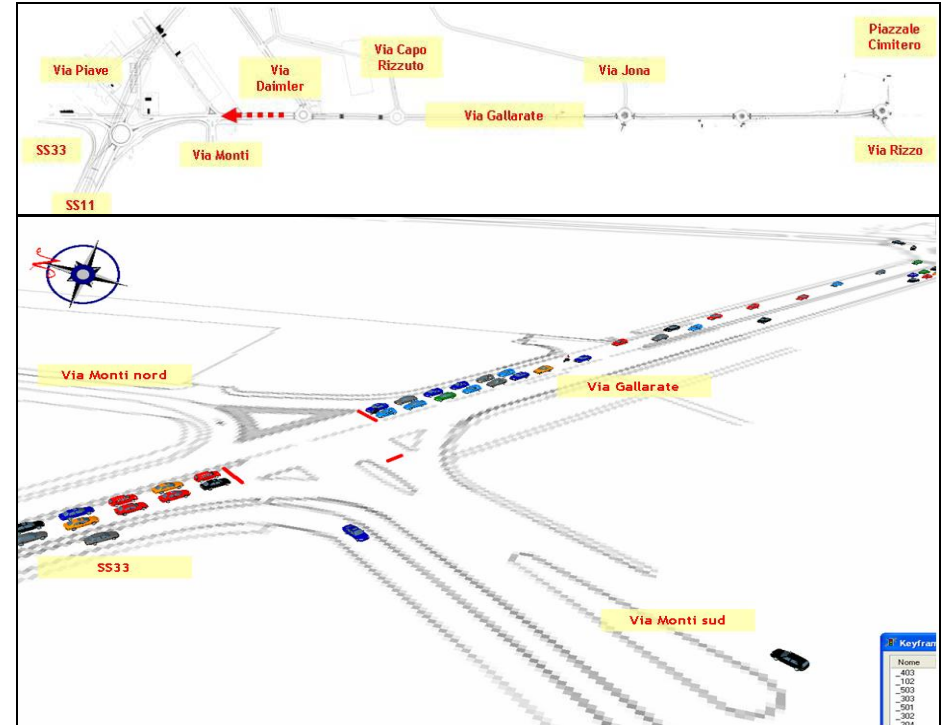 Piazzale
Cimitero
Via Capo
Rizzuto
Via Piave
Via
Daimler
Via Jona
Via Gallarate
SS33
Via Monti
Via Rizzo
SS11
N
Via Monti nord
Via Gallarate
SS33
Via Monti sud
Keyfram
Nome
_403
_102
_503
_303
_501
_302